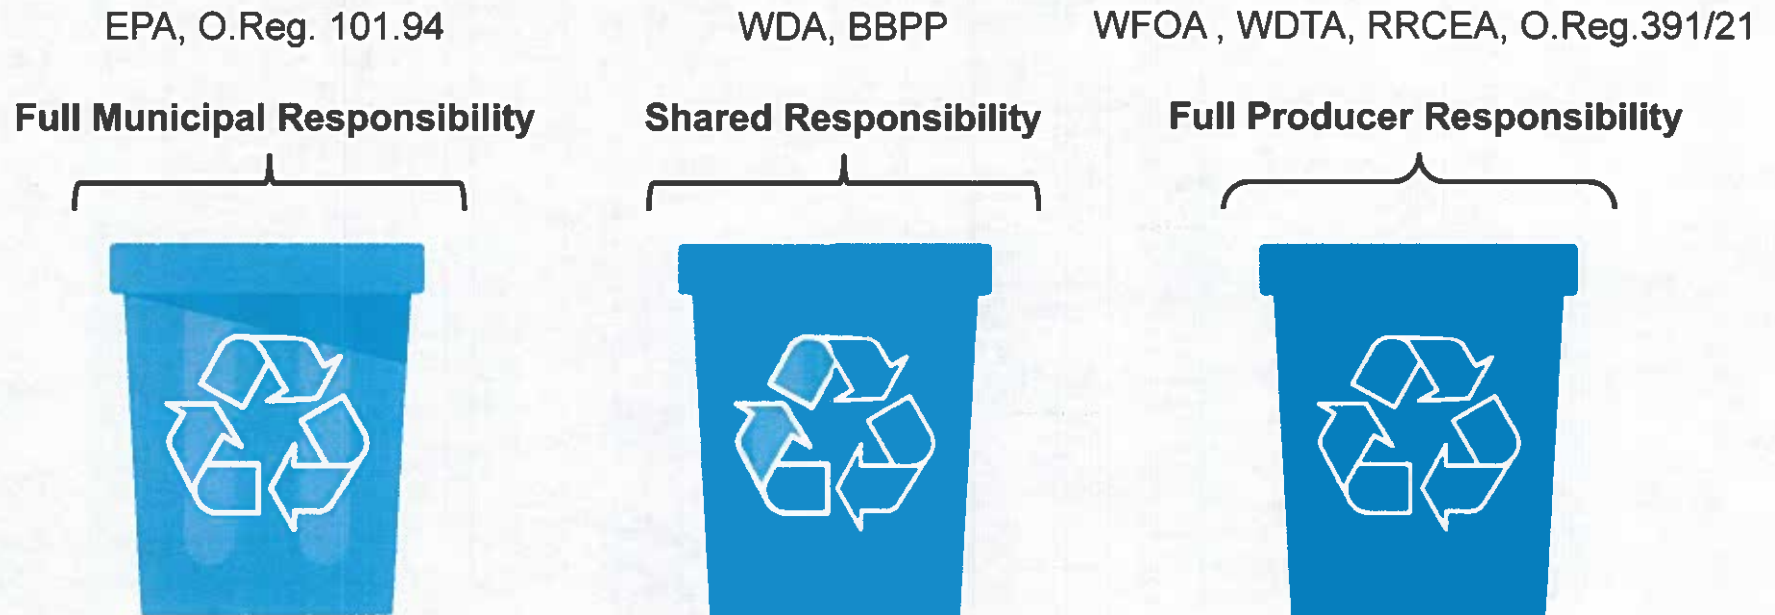 EPA, O.Reg. 101.94
WDA, BBPP
WFOA , WDTA, RRCEA, O.Reg.391/21
Full Municipal Responsibility
Shared Responsibility
Full Producer Responsibility